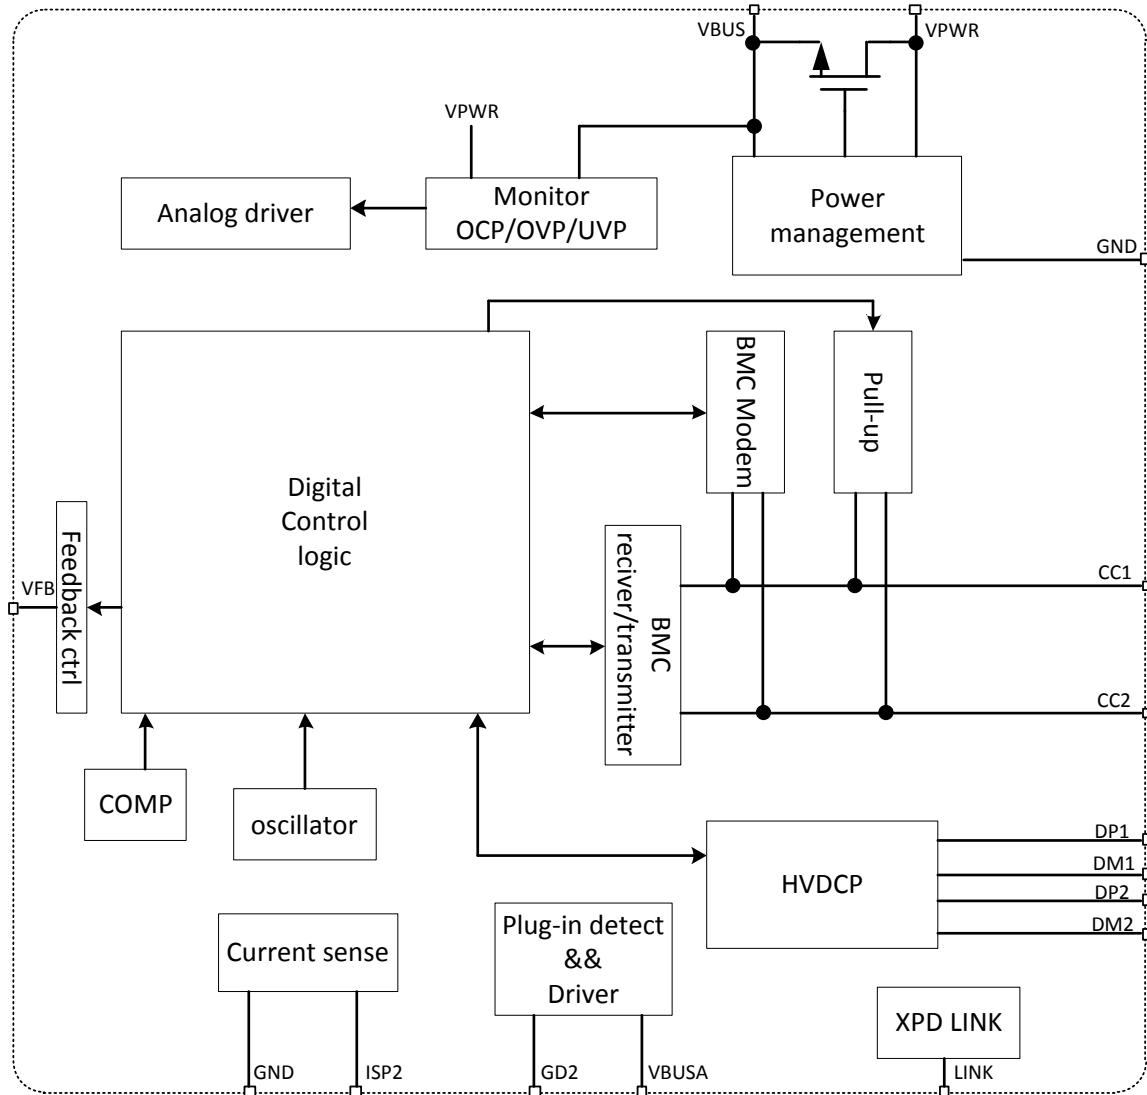 VBUS
VPWR
VPWR
Analog driver
Monitor
OCP/OVP/UVP
Power
management
GND
BMC Modem
Pull-up
Digital
Control
logic
Feedback ctrl
VFB
BMC
reciver/transmitter
CC1
CC2
COMP
oscillator
HVDCP
DP1
DM1
DP2
DM2
Current sense
Plug-in detect
&&
Driver
XPD LINK
GND
ISP2
GD2
VBUSA
LINK